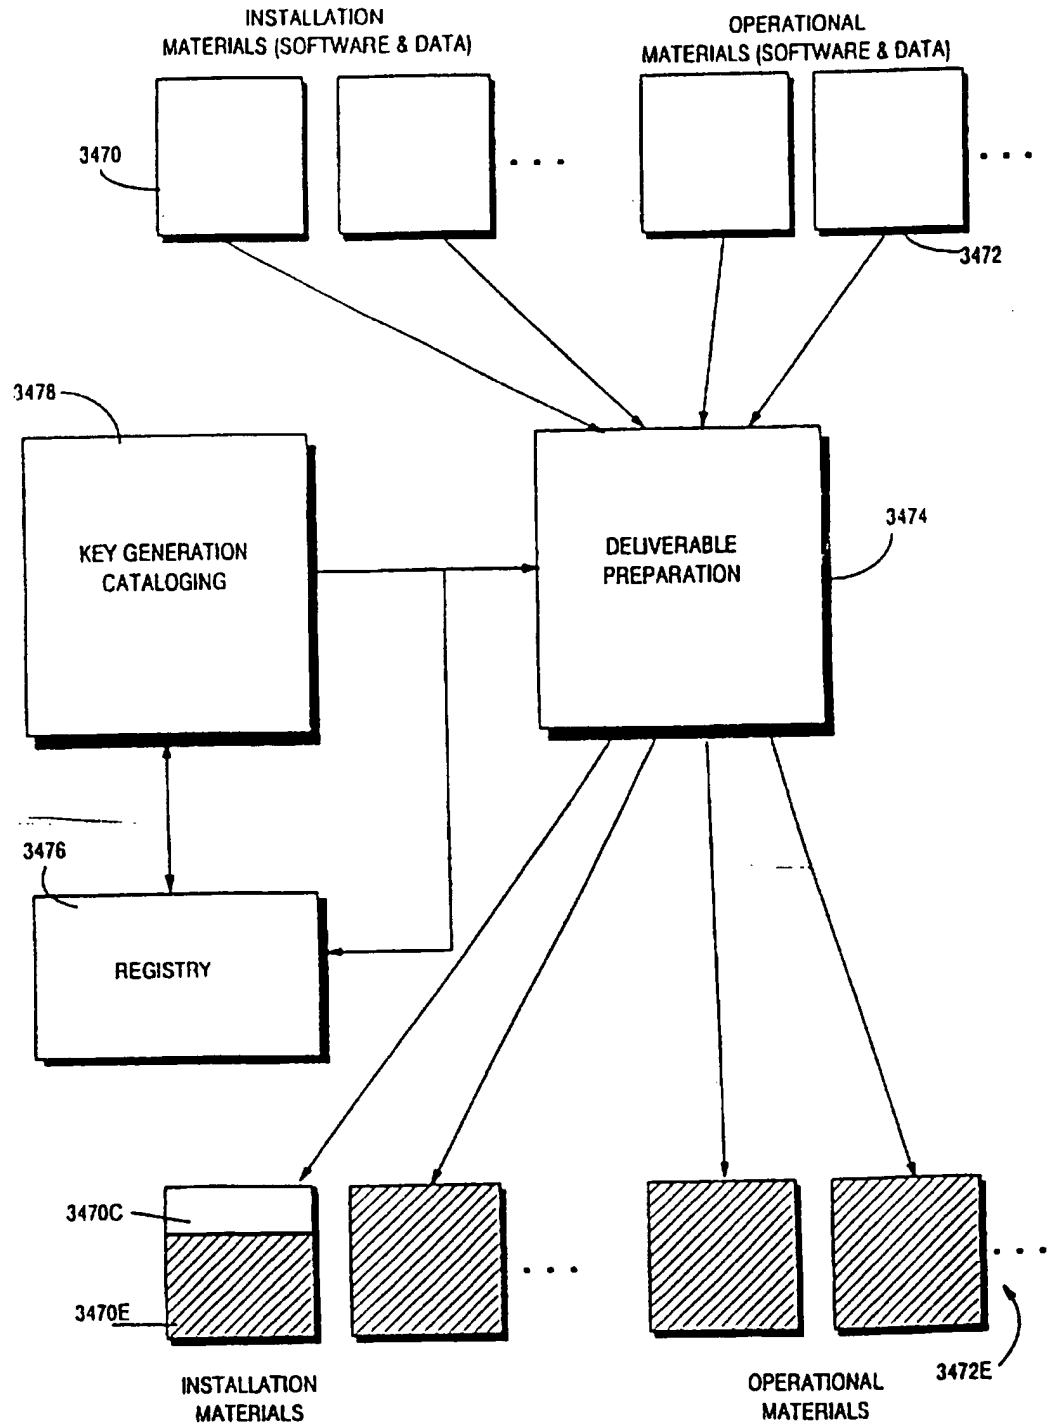 INSTALLATION
MATERIALS (SOFTWARE & DATA)
OPERATIONAL
MATERIALS (SOFTWARE & DATA)
3470
3472
3478
KEY GENERATION
CATALOGING
DELIVERABLE
PREPARATION
3474
3476
REGISTRY
3470C
3470E
3472E
INSTALLATION
MATERIALS
OPERATIONAL
MATERIALS